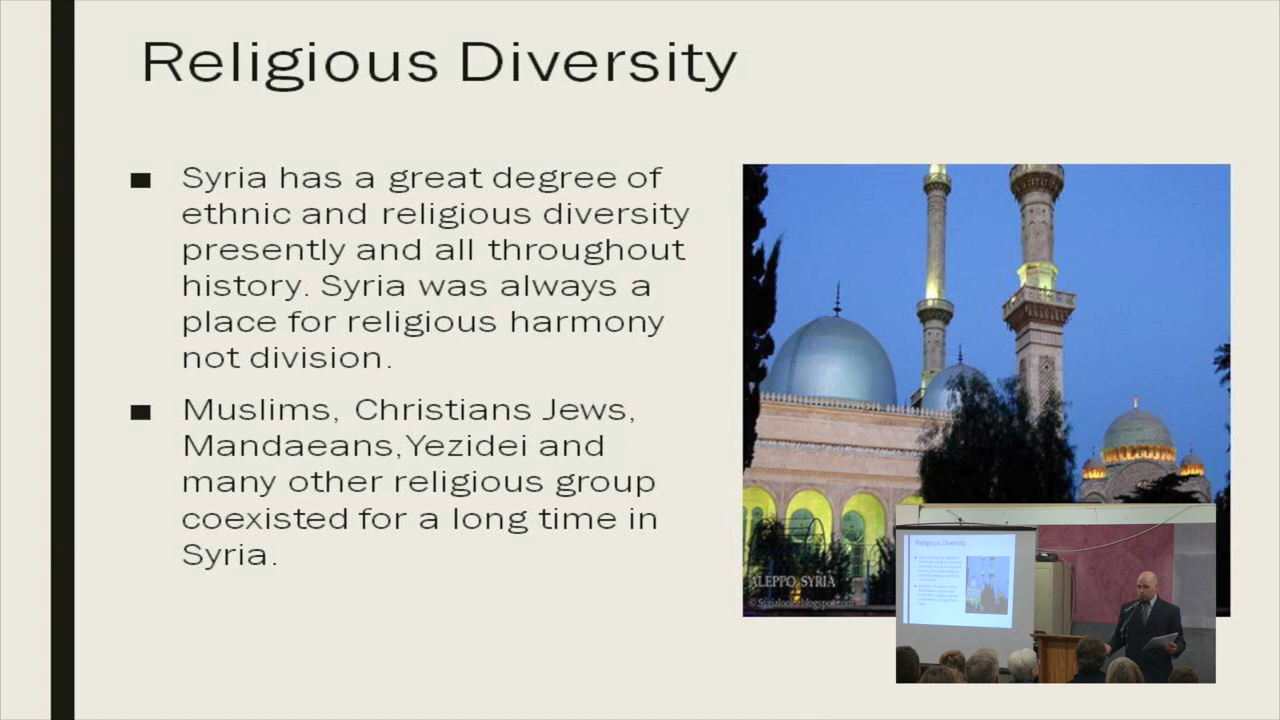 Religious Diversity
■ Syria has a great degree of
ethnic and religious diversity
presently and all throughout
history. Syria was always a
place for religious harmony
not division.
■ Muslims, Christians Jews,
Mandaeans,Yezidei and
many other religious group
coexisted for a long time in
Syria.
ALEPPO SYRIA
Religious Diversity